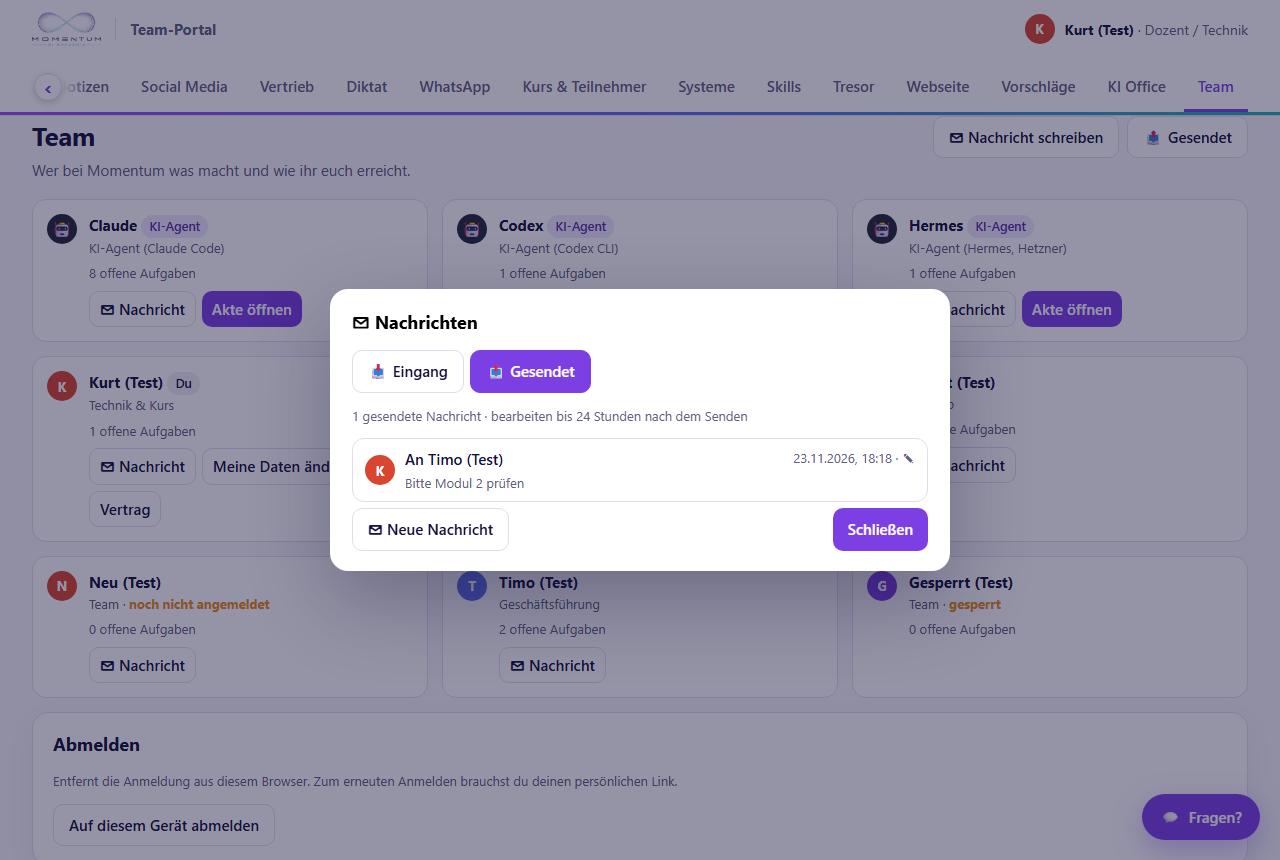 MOMENTUM
Team-Portal
K
Kurt (Test) · Dozent / Technik
otizen
Social Media
Vertrieb
Diktat
WhatsApp
Kurs & Teilnehmer
Systeme
Skills
Tresor
Webseite
Vorschläge
KI Office
Team
Team
Nachricht schreiben
Gesendet
Wer bei Momentum was macht und wie ihr euch erreicht.
Claude KI-Agent
KI-Agent (Claude Code)
8 offene Aufgaben
Nachricht
Akte öffnen
Codex KI-Agent
KI-Agent (Codex CLI)
1 offene Aufgaben
Hermes KI-Agent
KI-Agent (Hermes, Hetzner)
1 offene Aufgaben
achricht
Akte öffnen
Nachrichten
Eingang
Gesendet
1 gesendete Nachricht · bearbeiten bis 24 Stunden nach dem Senden
K
An Timo (Test)
23.11.2026, 18:18 ·
Bitte Modul 2 prüfen
Neue Nachricht
Schließen
K
Kurt (Test) Du
Technik & Kurs
1 offene Aufgaben
Nachricht
Meine Daten änd
Vertrag
(Test)
e Aufgaben
achricht
N
Neu (Test)
Team · noch nicht angemeldet
0 offene Aufgaben
Nachricht
T
Timo (Test)
Geschäftsführung
2 offene Aufgaben
Nachricht
G
Gesperrt (Test)
Team · gesperrt
0 offene Aufgaben
Abmelden
Entfernt die Anmeldung aus diesem Browser. Zum erneuten Anmelden brauchst du deinen persönlichen Link.
Auf diesem Gerät abmelden
Fragen?